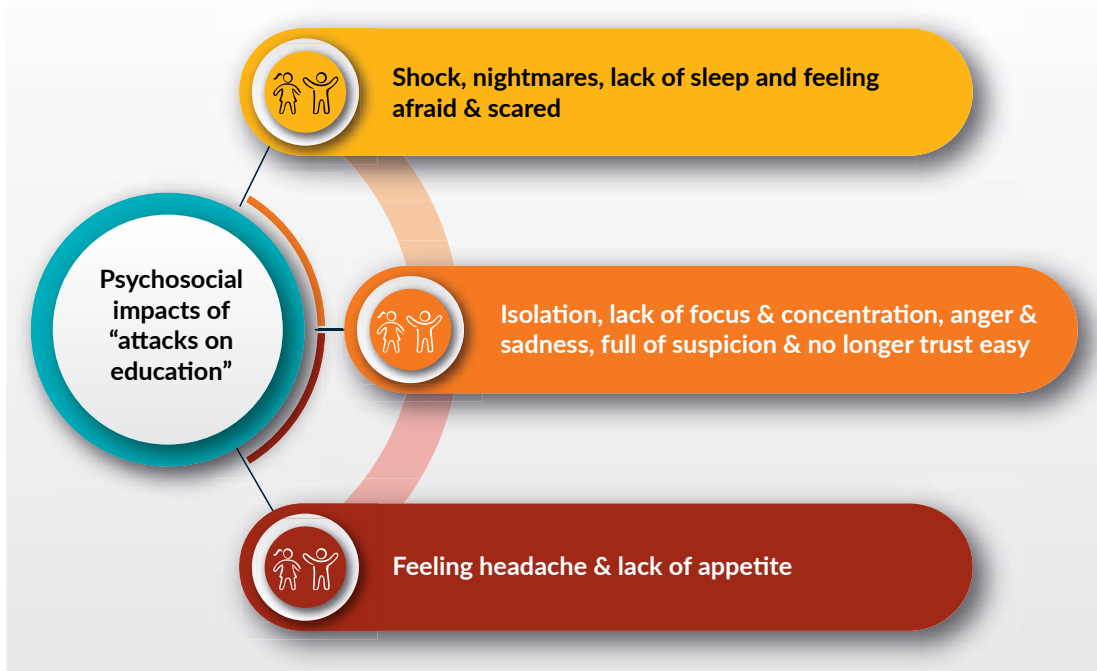 Shock, nightmares, lack of sleep and feeling
afraid & scared
Psychosocial
impacts of
“attacks on
education”
Isolation, lack of focus & concentration, anger &
sadness, full of suspicion & no longer trust easy
Feeling headache & lack of appetite